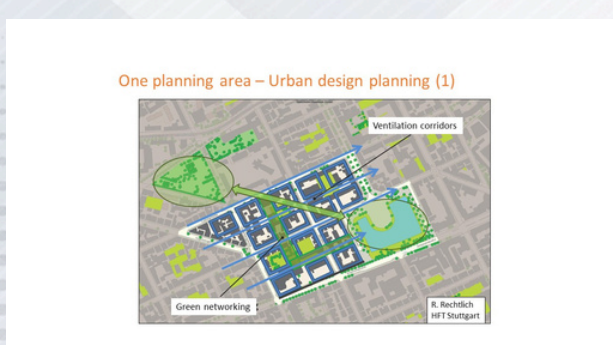 One planning area – Urban design planning (1)
Ventilation corridors
Green networking
R. Rechtlich
HFT Stuttgart